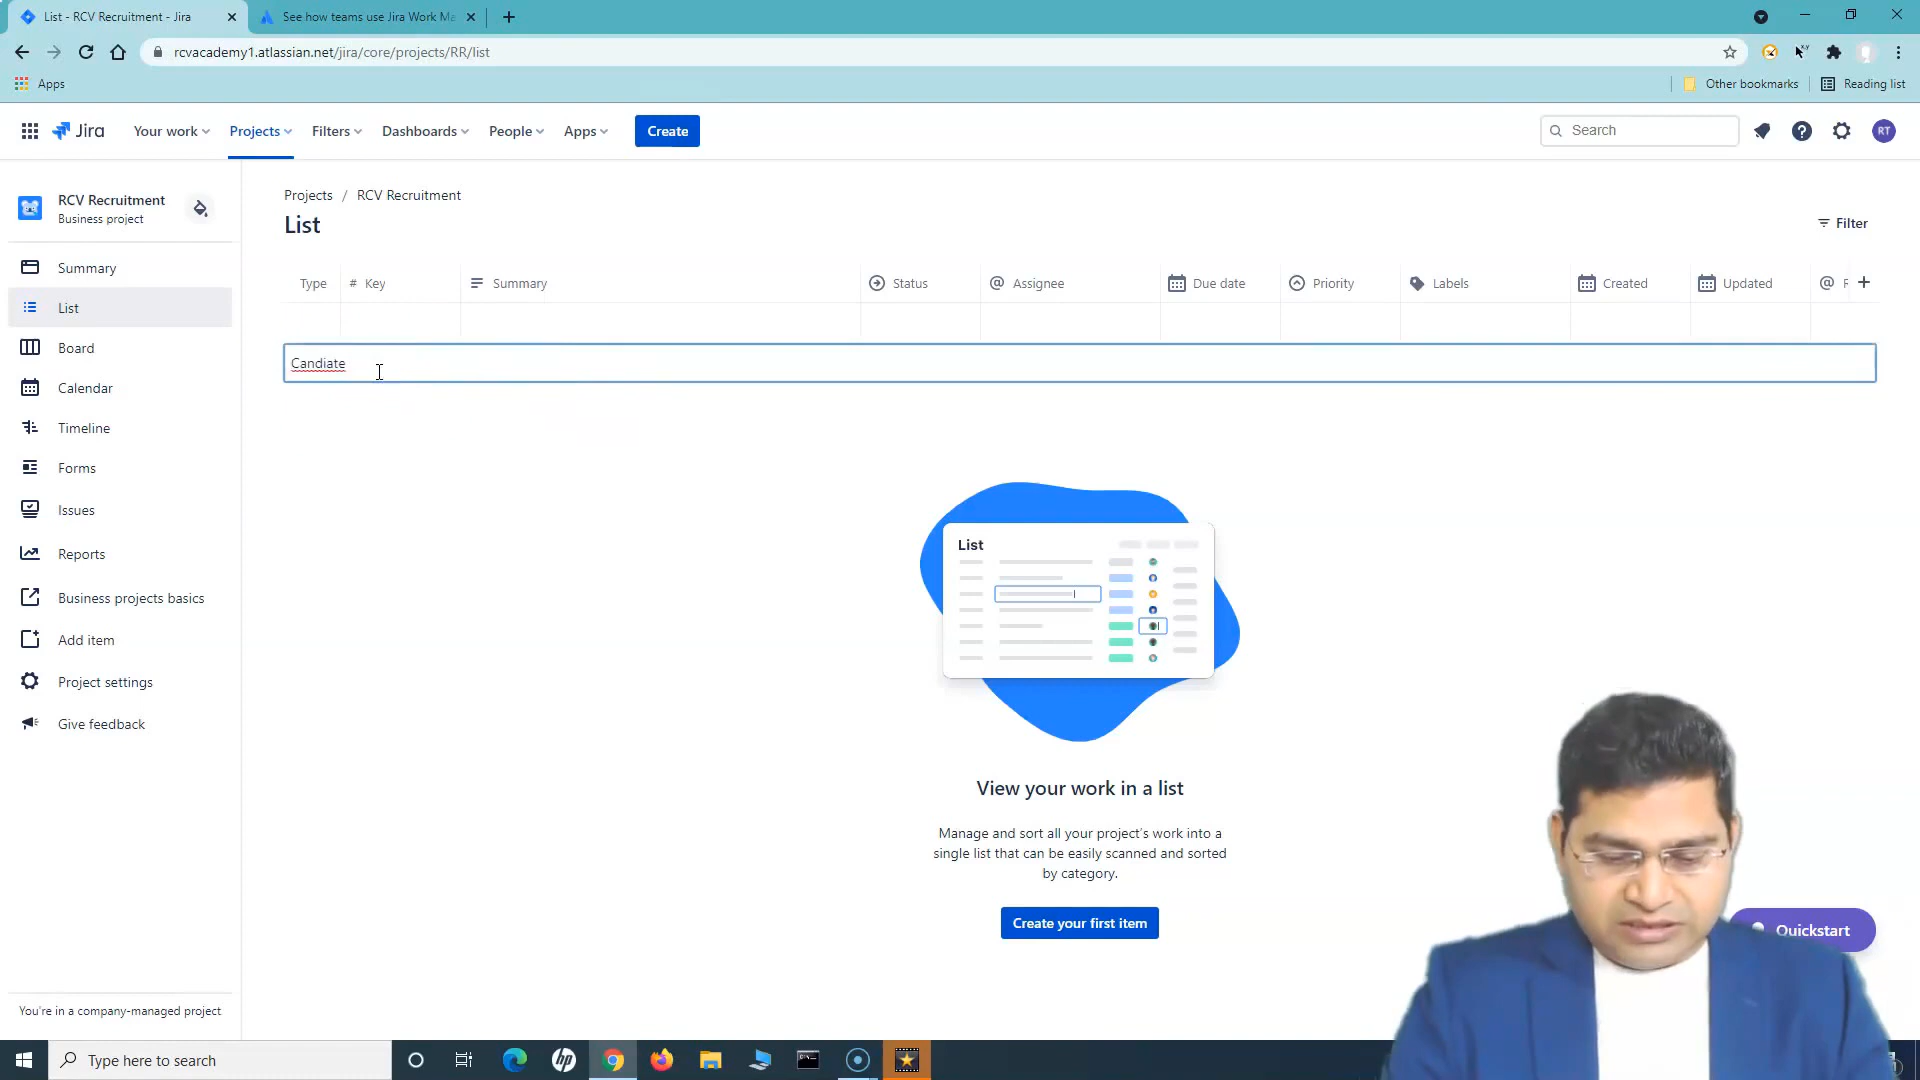 List - RCV Recruitment - Jira
See how teams use Jira Work Ma
rcvacademy1.atlassian.net/jira/core/projects/RR/list
Apps
Other bookmarks
Reading list
Jira
Your work
Projects
Filters
Dashboards
People
Apps
Create
Search
RT
RCV Recruitment
Business project
Projects / RCV Recruitment
List
Filter
Summary
List
Board
Calendar
Timeline
Forms
Issues
Reports
Business projects basics
Add item
Project settings
Give feedback
Type
# Key
Summary
Status
@ Assignee
Due date
Priority
Labels
Created
Updated
@ R
Candiate
List
View your work in a list
Manage and sort all your project's work into a
single list that can be easily scanned and sorted
by category.
Create your first item
Quickstart
You're in a company-managed project
Type here to search
hp